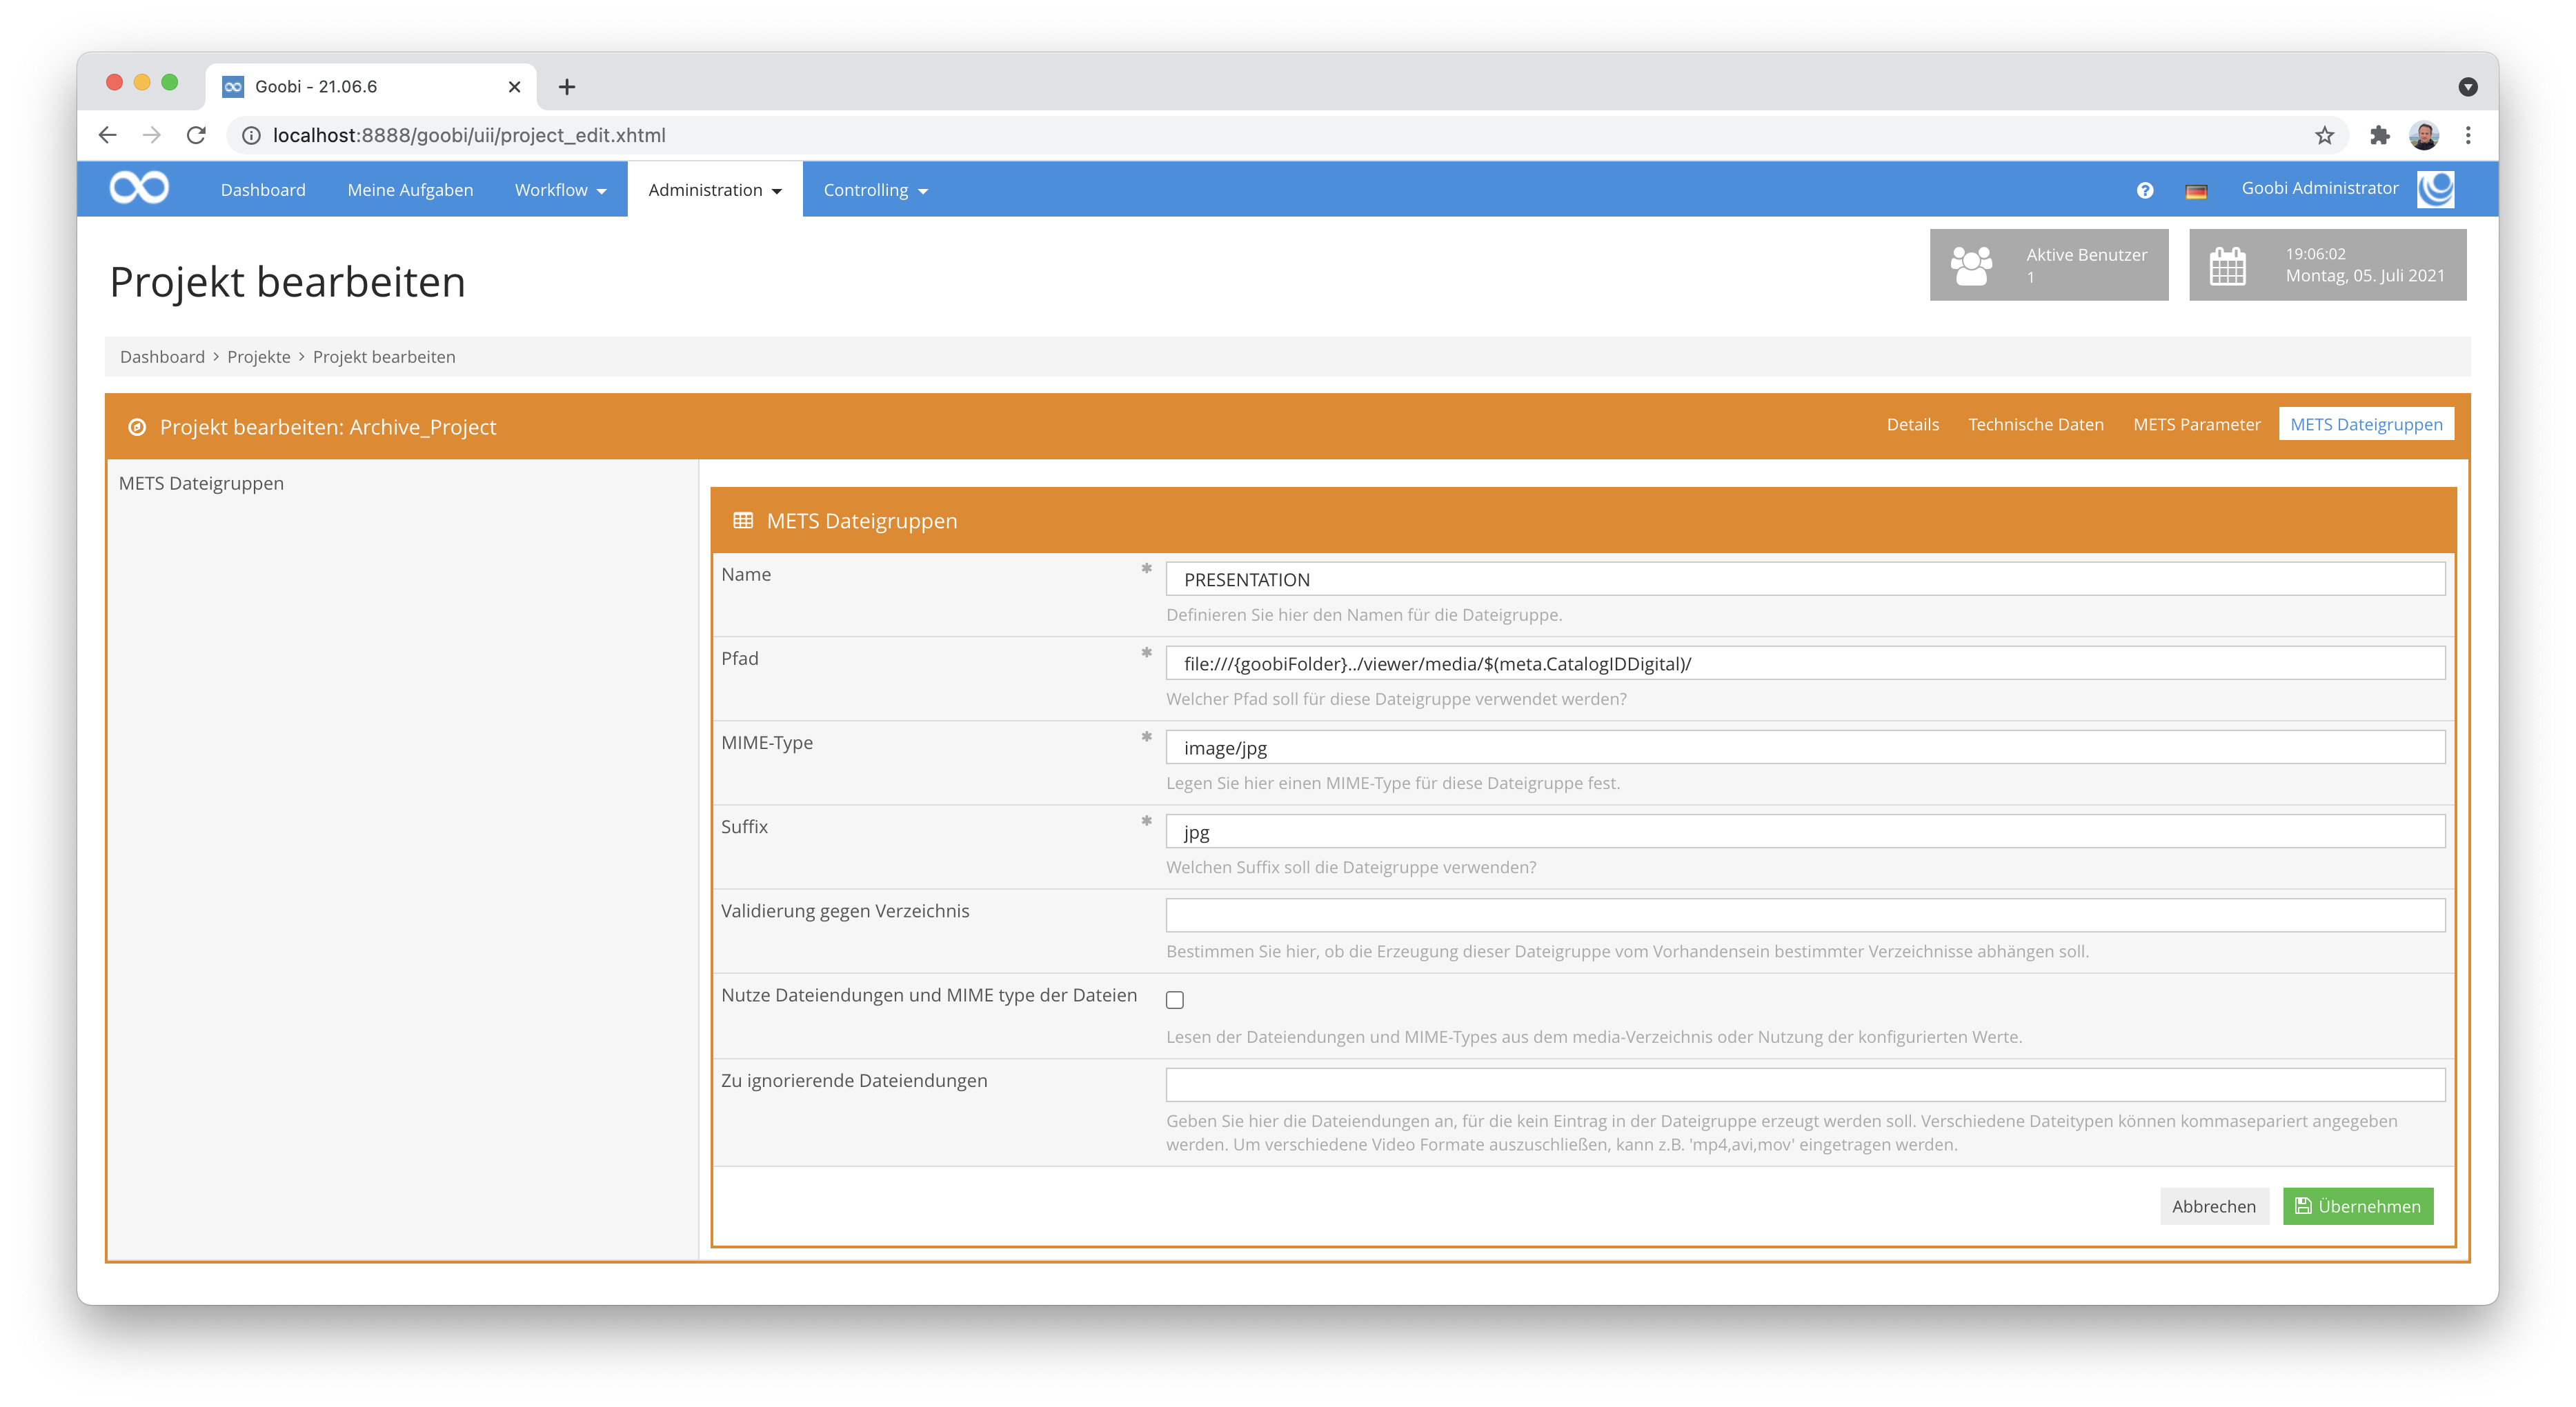 Goobi - 21.06.6
localhost:8888/goobi/uii/project_edit.xhtml
Dashboard Meine Aufgaben Workflow Administration Controlling Goobi Administrator
Projekt bearbeiten
Aktive Benutzer
1
19:06:02
Montag, 05. Juli 2021
Dashboard > Projekte > Projekt bearbeiten
Projekt bearbeiten: Archive_Project
Details Technische Daten METS Parameter METS Dateigruppen
METS Dateigruppen
METS Dateigruppen
Name * PRESENTATION
Definieren Sie hier den Namen für die Dateigruppe.
Pfad * file:///{goobiFolder}../viewer/media/$(meta.CatalogIDDigital)/
Welcher Pfad soll für diese Dateigruppe verwendet werden?
MIME-Type * image/jpg
Legen Sie hier einen MIME-Type für diese Dateigruppe fest.
Suffix * jpg
Welchen Suffix soll die Dateigruppe verwenden?
Validierung gegen Verzeichnis
Bestimmen Sie hier, ob die Erzeugung dieser Dateigruppe vom Vorhandensein bestimmter Verzeichnisse abhängen soll.
Nutze Dateiendungen und MIME type der Dateien
Lesen der Dateiendungen und MIME-Types aus dem media-Verzeichnis oder Nutzung der konfigurierten Werte.
Zu ignorierende Dateiendungen
Geben Sie hier die Dateiendungen an, für die kein Eintrag in der Dateigruppe erzeugt werden soll. Verschiedene Dateitypen können kommasepariert angegeben
werden. Um verschiedene Video Formate auszuschließen, kann z.B. 'mp4,avi,mov' eingetragen werden.
Abbrechen Übernehmen